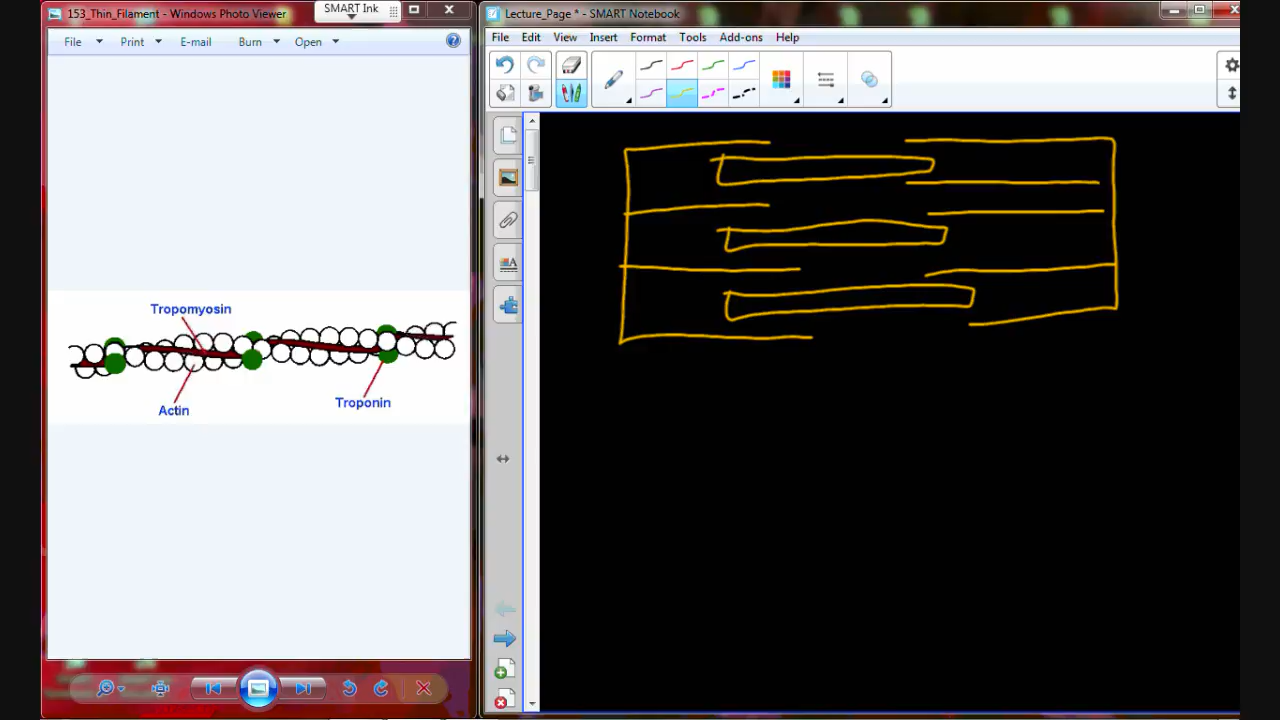 153_Thin_Filament - Windows Photo Viewer
SMART Ink
File Print E-mail Burn Open
Tropomyosin
Actin
Troponin
Lecture_Page * - SMART Notebook
File Edit View Insert Format Tools Add-ons Help